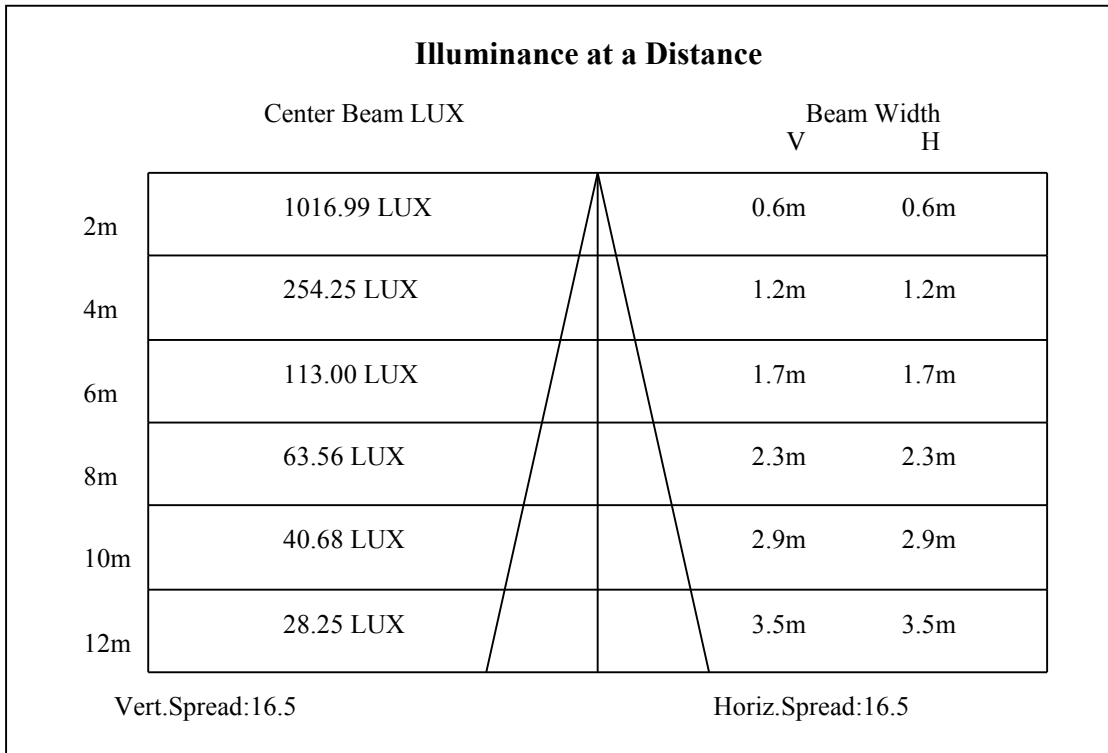 Illuminance at a Distance
Center Beam LUX Beam Width
V H
2m 1016.99 LUX 0.6m 0.6m
4m 254.25 LUX 1.2m 1.2m
6m 113.00 LUX 1.7m 1.7m
8m 63.56 LUX 2.3m 2.3m
10m 40.68 LUX 2.9m 2.9m
12m 28.25 LUX 3.5m 3.5m
Vert.Spread:16.5 Horiz.Spread:16.5